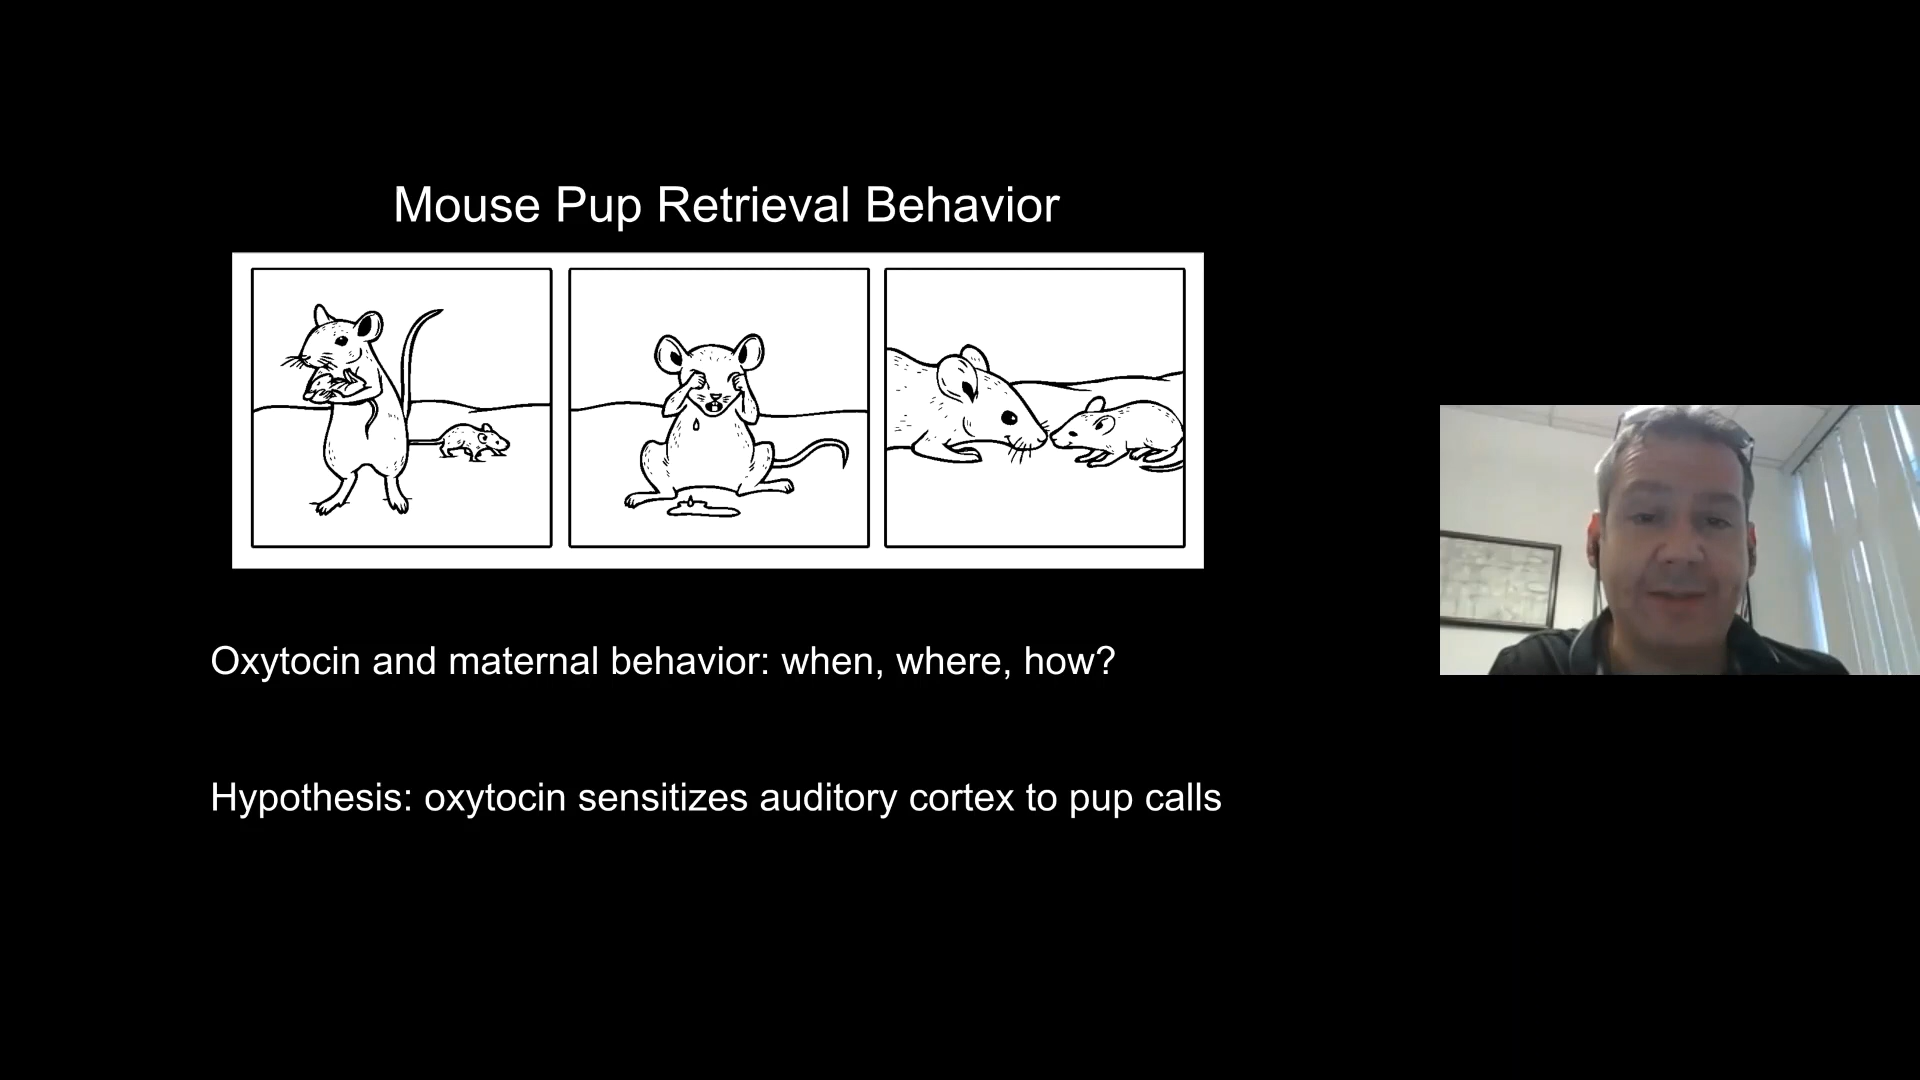 Mouse Pup Retrieval Behavior
Oxytocin and maternal behavior: when, where, how?
Hypothesis: oxytocin sensitizes auditory cortex to pup calls